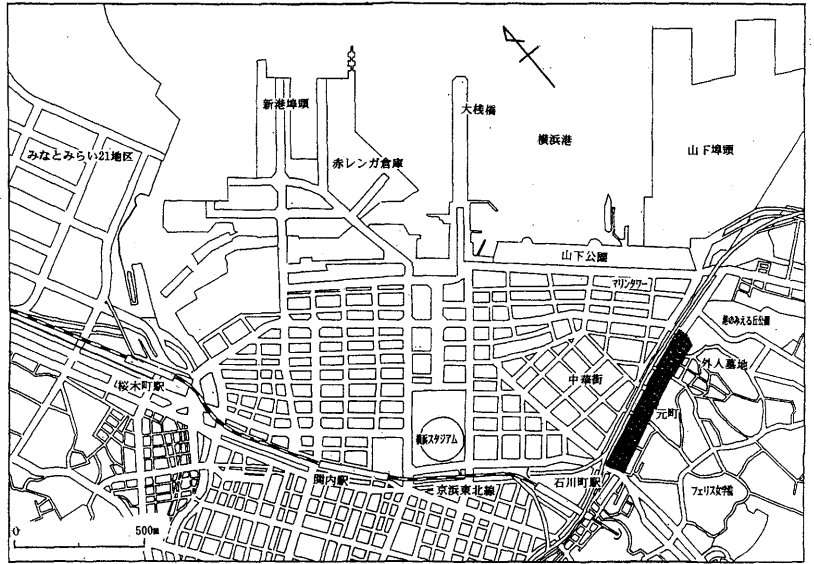 新港埠頭
大桟橋
横浜港
山下埠頭
みなとみらい21地区
赤レンガ倉庫
山下公園
マリンタワー
港のみえる丘公園
外人墓地
中華街
元町
桜木町駅
横浜スタジアム
関内駅
京浜東北線
石川町駅
フェリス女学院
0 500m